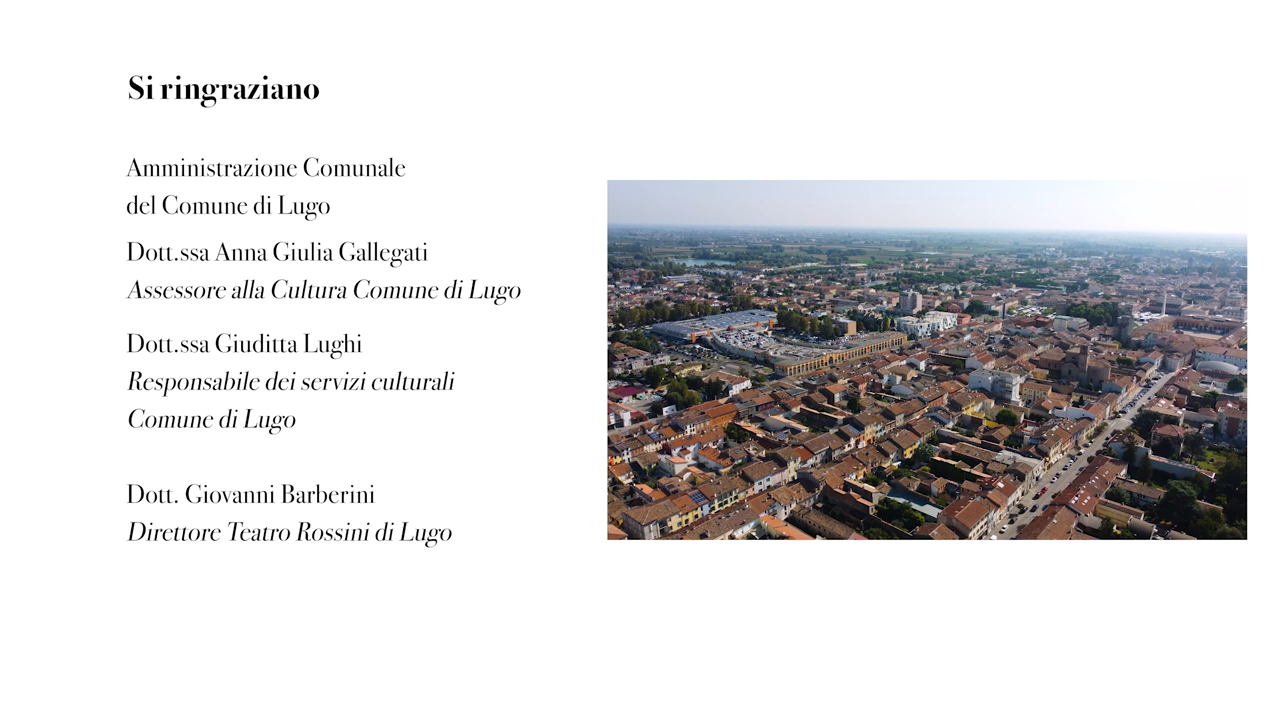 Si ringraziano
Amministrazione Comunale
del Comune di Lugo
Dott.ssa Anna Giulia Gallegati
Assessore alla Cultura Comune di Lugo
Dott.ssa Giuditta Lughi
Responsabile dei servizi culturali
Comune di Lugo
Dott. Giovanni Barberini
Direttore Teatro Rossini di Lugo